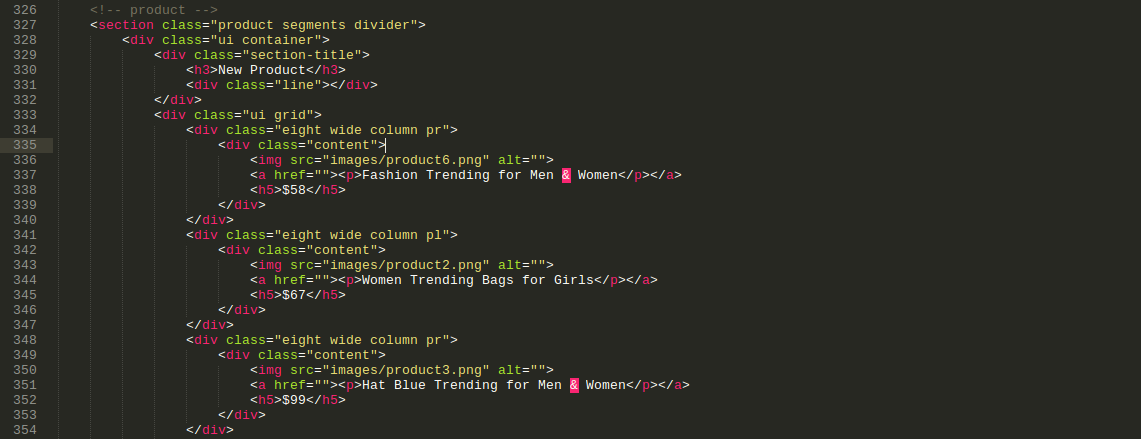 326 <!-- product -->
327 <section class="product segments divider">
328 <div class="ui container">
329 <div class="section-title">
330 <h3>New Product</h3>
331 <div class="line"></div>
332 </div>
333 <div class="ui grid">
334 <div class="eight wide column pr">
335 <div class="content">
336 <img src="images/product6.png" alt="">
337 <a href=""><p>Fashion Trending for Men & Women</p></a>
338 <h5>$58</h5>
339 </div>
340 </div>
341 <div class="eight wide column pl">
342 <div class="content">
343 <img src="images/product2.png" alt="">
344 <a href=""><p>Women Trending Bags for Girls</p></a>
345 <h5>$67</h5>
346 </div>
347 </div>
348 <div class="eight wide column pr">
349 <div class="content">
350 <img src="images/product3.png" alt="">
351 <a href=""><p>Hat Blue Trending for Men & Women</p></a>
352 <h5>$99</h5>
353 </div>
354 </div>